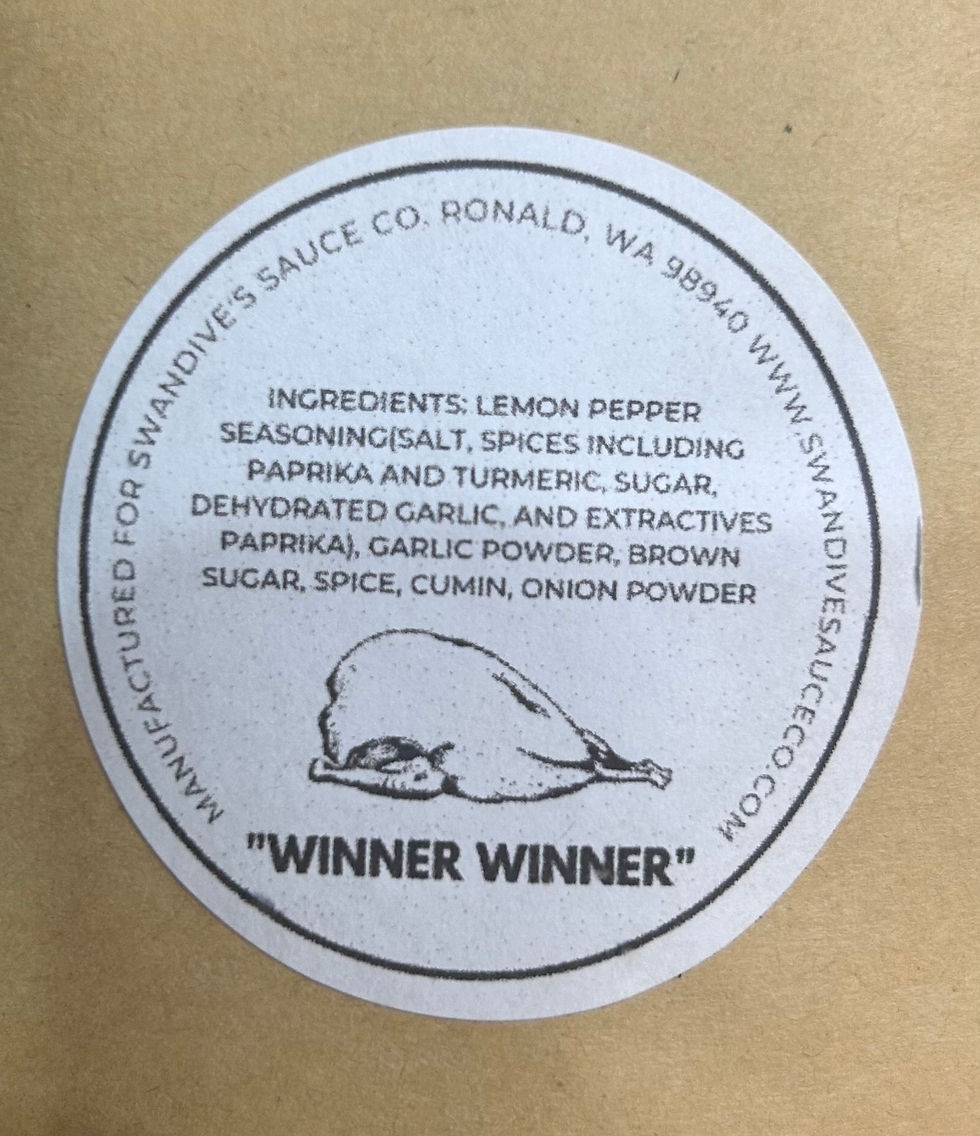 MANUFACTURED FOR SWANDIVE'S SAUCE CO. RONALD, WA 98940 WWW.SWANDIVESAUCECO.COM
INGREDIENTS: LEMON PEPPER
SEASONING(SALT, SPICES INCLUDING
PAPRIKA AND TURMERIC, SUGAR,
DEHYDRATED GARLIC, AND EXTRACTIVES
PAPRIKA), GARLIC POWDER, BROWN
SUGAR, SPICE, CUMIN, ONION POWDER
"WINNER WINNER"